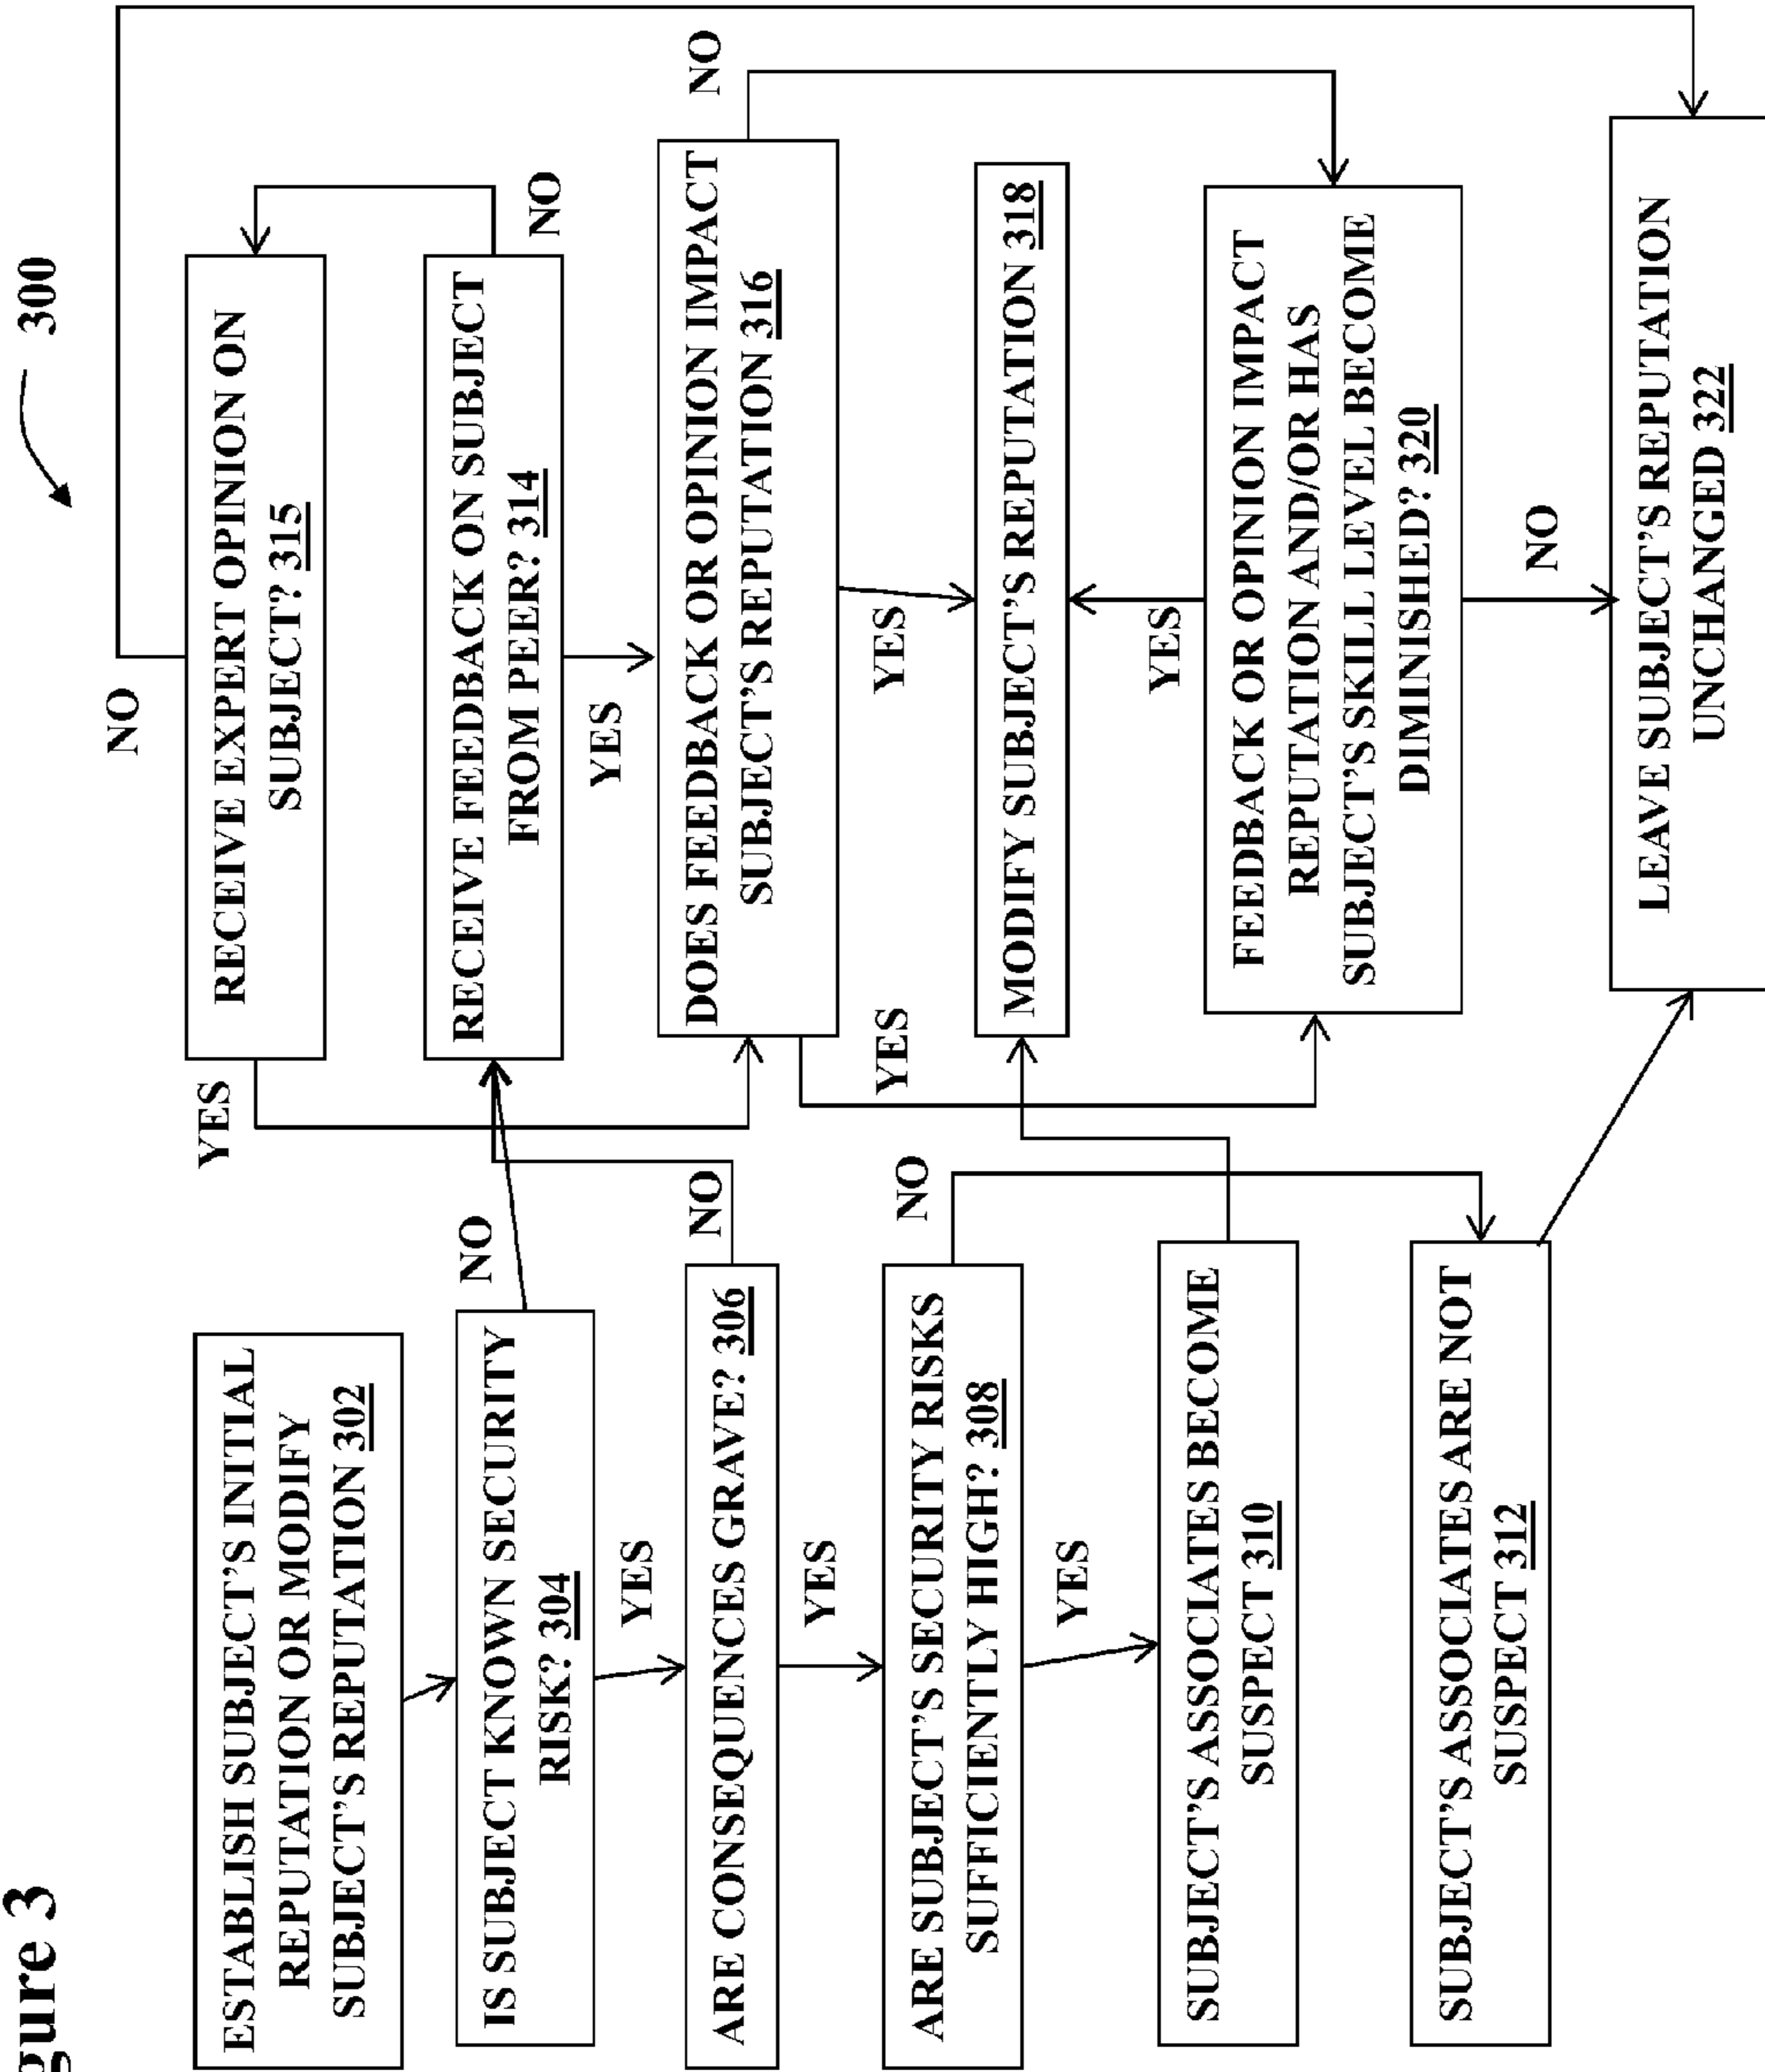 gure 3
300
ESTABLISH SUBJECT'S INITIAL
REPUTATION OR MODIFY
SUBJECT'S REPUTATION 302
IS SUBJECT KNOWN SECURITY
RISK? 304
NO
YES
ARE CONSEQUENCES GRAVE? 306
NO
YES
ARE SUBJECT'S SECURITY RISKS
SUFFICIENTLY HIGH? 308
NO
YES
SUBJECT'S ASSOCIATES BECOME
SUSPECT 310
SUBJECT'S ASSOCIATES ARE NOT
SUSPECT 312
NO
RECEIVE EXPERT OPINION ON
SUBJECT? 315
YES
RECEIVE FEEDBACK ON SUBJECT
FROM PEER? 314
NO
YES
DOES FEEDBACK OR OPINION IMPACT
SUBJECT'S REPUTATION 316
NO
YES
YES
MODIFY SUBJECT'S REPUTATION 318
YES
FEEDBACK OR OPINION IMPACT
REPUTATION AND/OR HAS
SUBJECT'S SKILL LEVEL BECOME
DIMINISHED? 320
NO
LEAVE SUBJECT'S REPUTATION
UNCHANGED 322